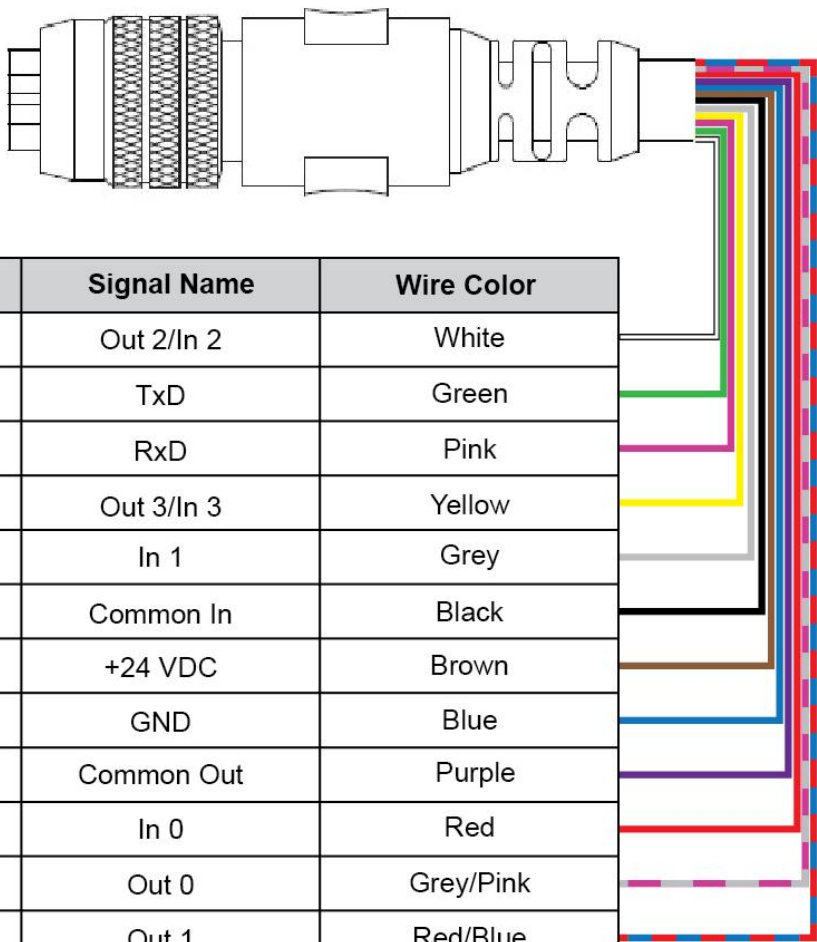 Signal Name Wire Color
Out 2/In 2 White
TxD Green
RxD Pink
Out 3/In 3 Yellow
In 1 Grey
Common In Black
+24 VDC Brown
GND Blue
Common Out Purple
In 0 Red
Out 0 Grey/Pink
Out 1 Red/Blue